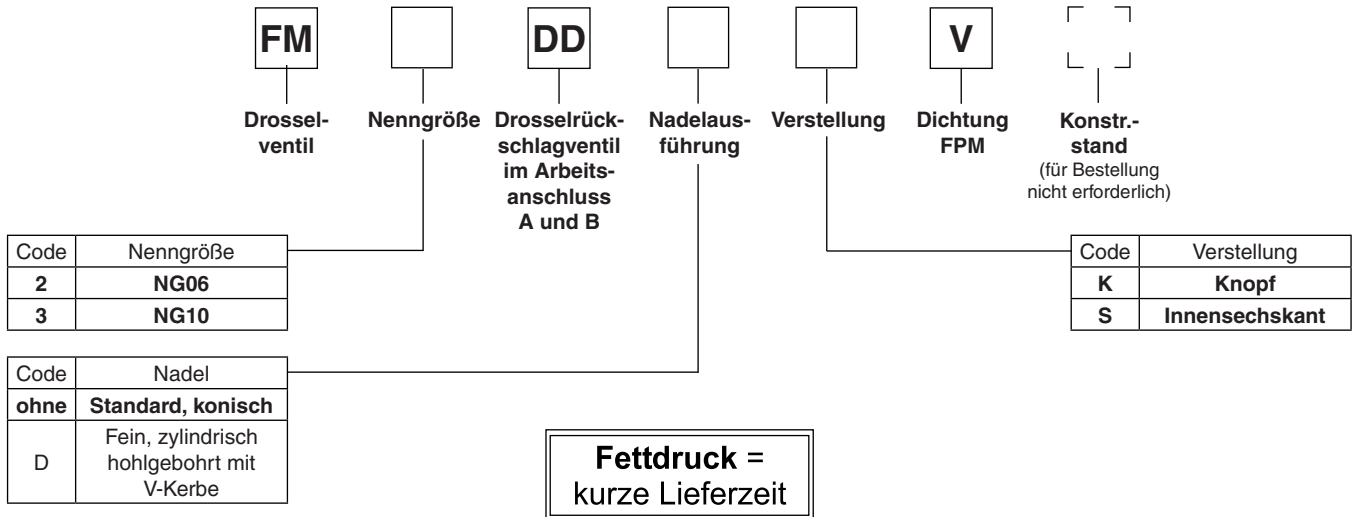 FM DD V
Drossel-
ventil
Nenngröße
Drosselrück-
schlagventil
im Arbeits-
anschluss
A und B
Nadelaus-
führung
Verstellung
Dichtung
FPM
Konstr.-
stand
(für Bestellung
nicht erforderlich)
Code Nenngröße
2 NG06
3 NG10
Code Verstellung
K Knopf
S Innensechskant
Code Nadel
ohne Standard, konisch
D Fein, zylindrisch
hohlgebohrt mit
V-Kerbe
Fettdruck =
kurze Lieferzeit